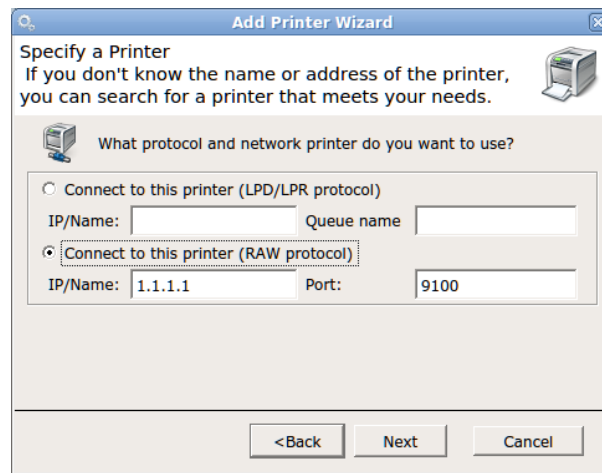 Add Printer Wizard
Specify a Printer
If you don't know the name or address of the printer,
you can search for a printer that meets your needs.
What protocol and network printer do you want to use?
Connect to this printer (LPD/LPR protocol)
IP/Name: Queue name
Connect to this printer (RAW protocol)
IP/Name: 1.1.1.1 Port: 9100
<Back Next Cancel